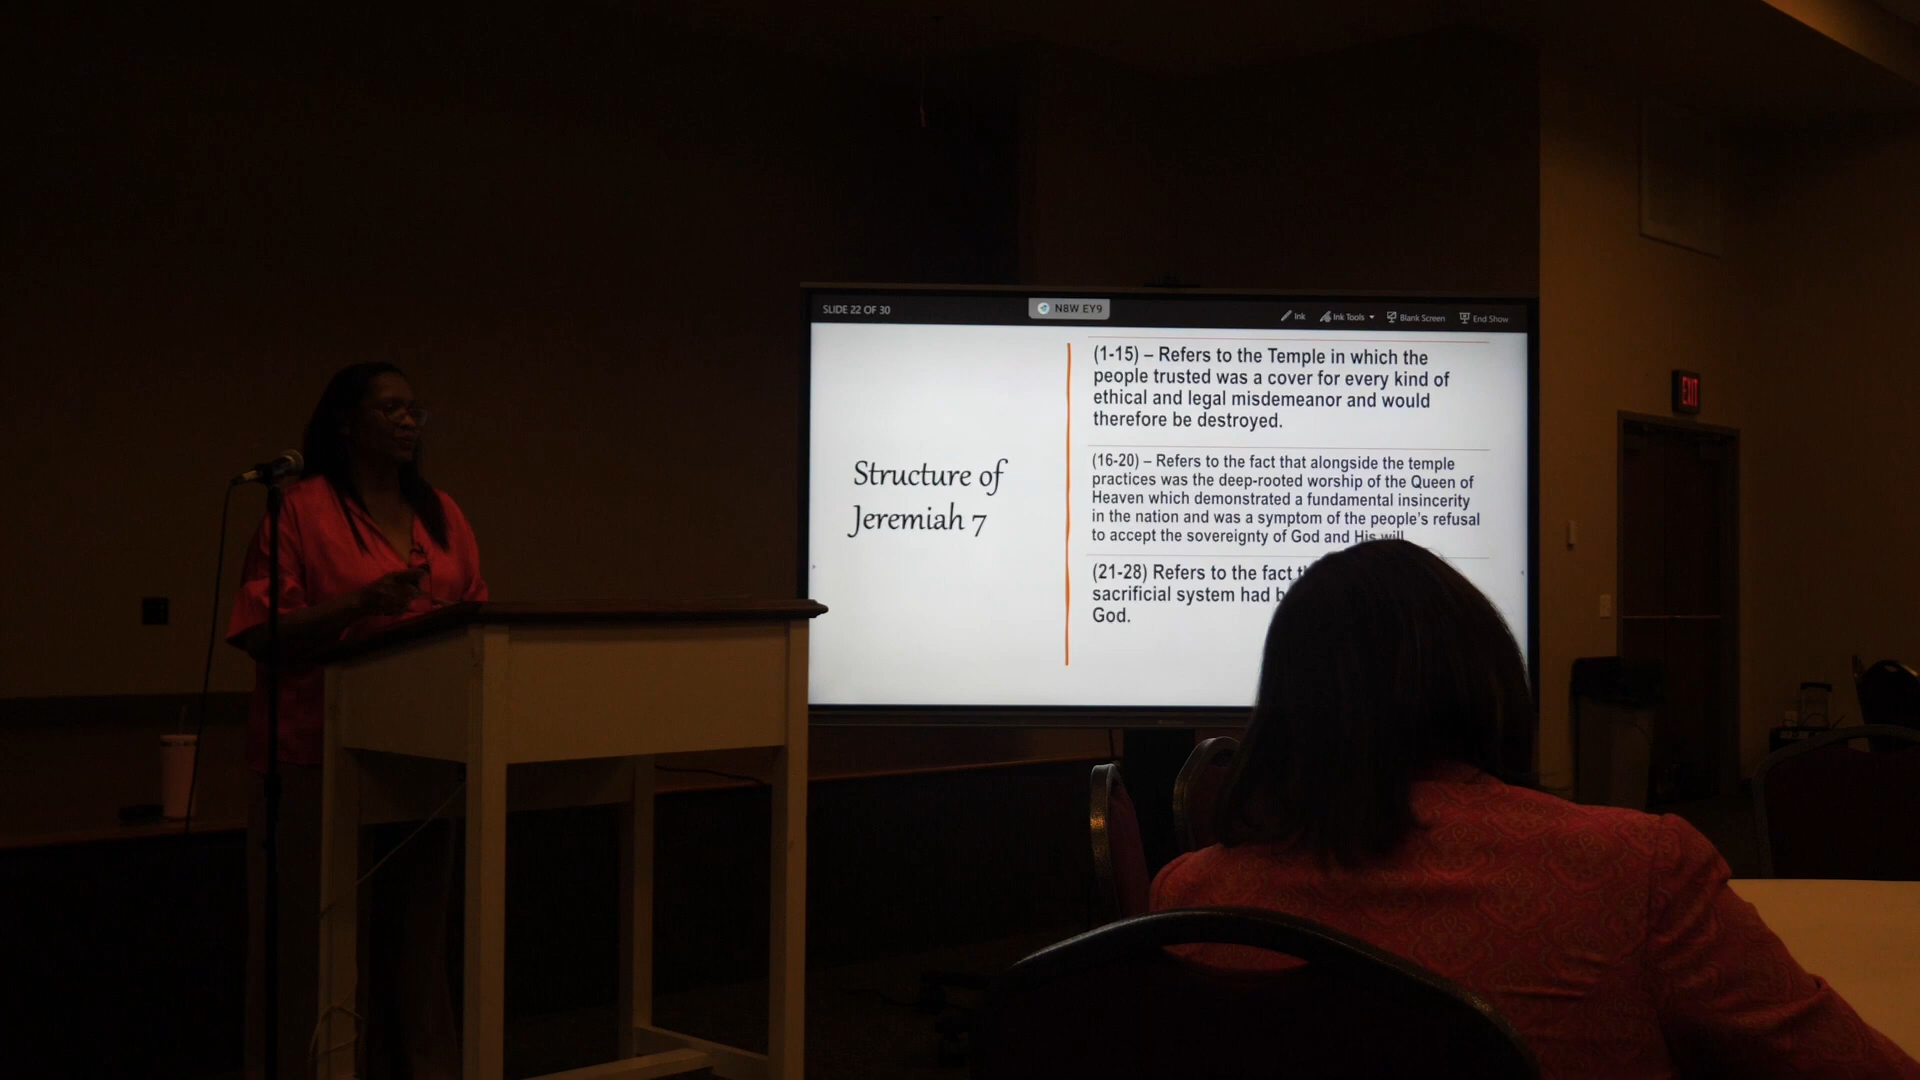 SLIDE 22 OF 30
N8W EY9
Ink
Ink Tools
Blank Screen
End Show
Structure of
Jeremiah 7
(1-15) – Refers to the Temple in which the
people trusted was a cover for every kind of
ethical and legal misdemeanor and would
therefore be destroyed.
(16-20) – Refers to the fact that alongside the temple
practices was the deep-rooted worship of the Queen of
Heaven which demonstrated a fundamental insincerity
in the nation and was a symptom of the people's refusal
to accept the sovereignty of God and His will
(21-28) Refers to the fact
sacrificial system had
God.
EXIT